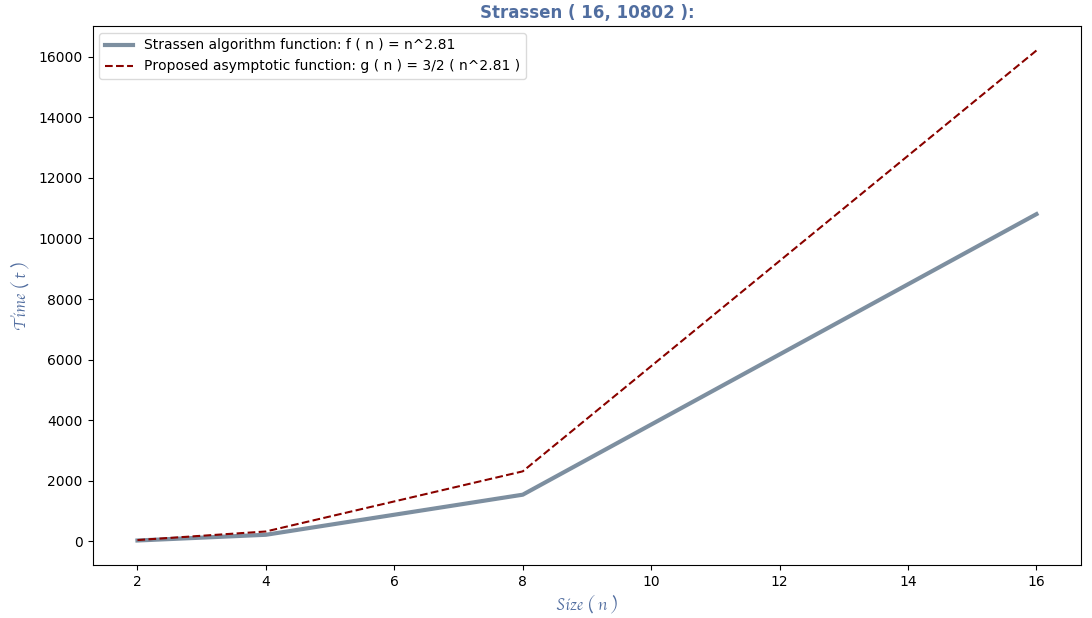 Strassen ( 16, 10802 ):
Strassen algorithm function: f ( n ) = n^2.81
Proposed asymptotic function: g ( n ) = 3/2 ( n^2.81 )
16000
14000
12000
10000
8000
6000
4000
2000
0
Time ( t )
2 4 6 8 10 12 14 16
Size ( n )